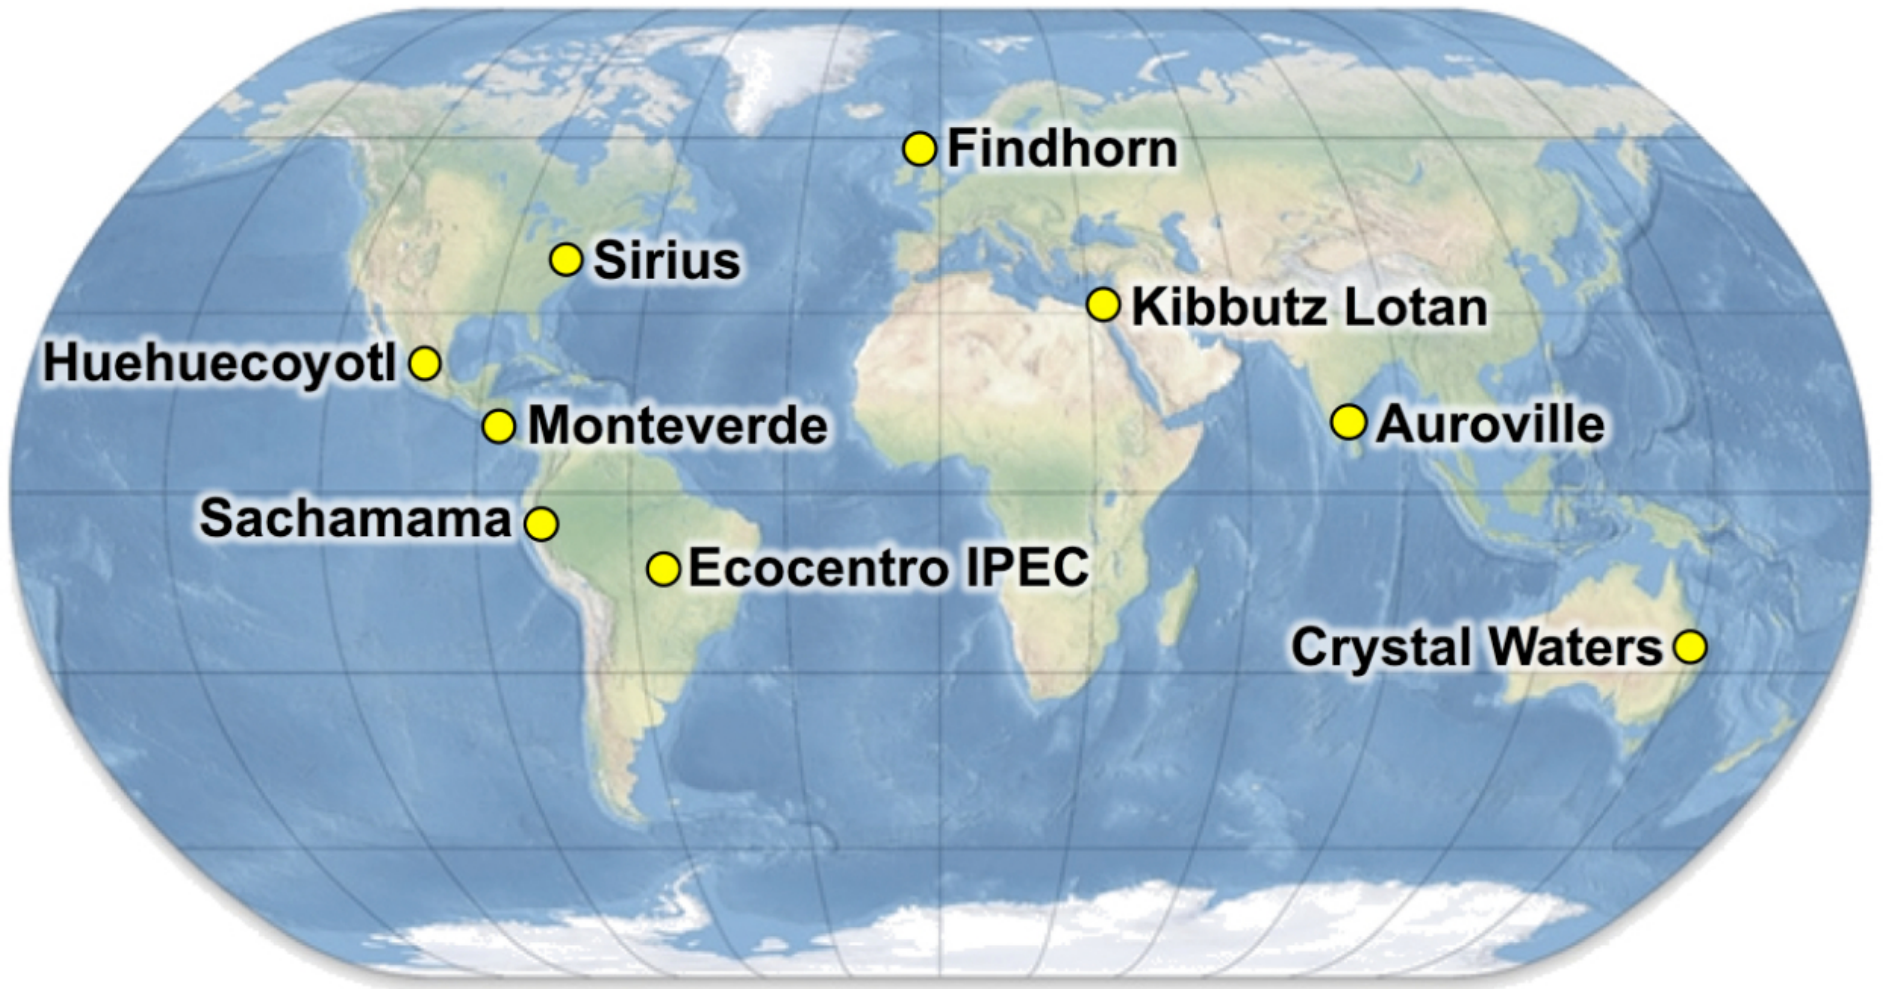 Findhorn
Sirius
Kibbutz Lotan
Huehuecoyotl
Monteverde
Auroville
Sachamama
Ecocentro IPEC
Crystal Waters